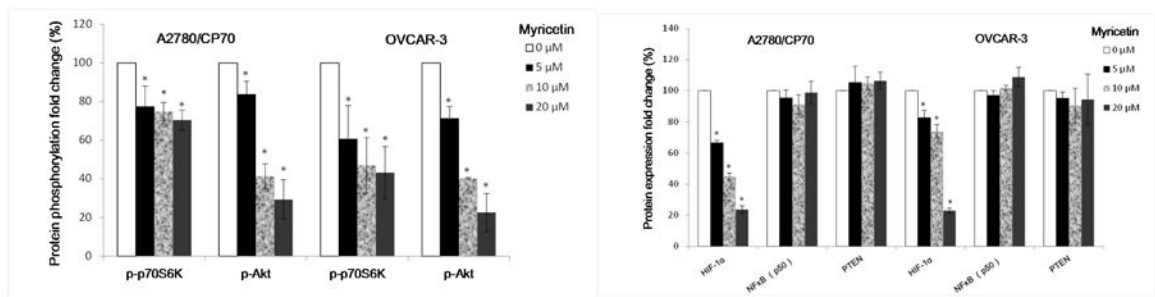 Protein phosphorylation fold change (%)
120
100
80
60
40
20
0
A2780/CP70
OVCAR-3
Myricetin
0 µM
5 µM
10 µM
20 µM
* * * * * * * * * * * *
p-p70S6K
p-Akt
p-p70S6K
p-Akt
Protein expression fold change (%)
140
120
100
80
60
40
20
0
A2780/CP70
OVCAR-3
Myricetin
0 µM
5 µM
10 µM
20 µM
* * * * * *
HIF-1α
NFκB ( p50)
PTEN
HIF-1α
NFκB ( p50)
PTEN